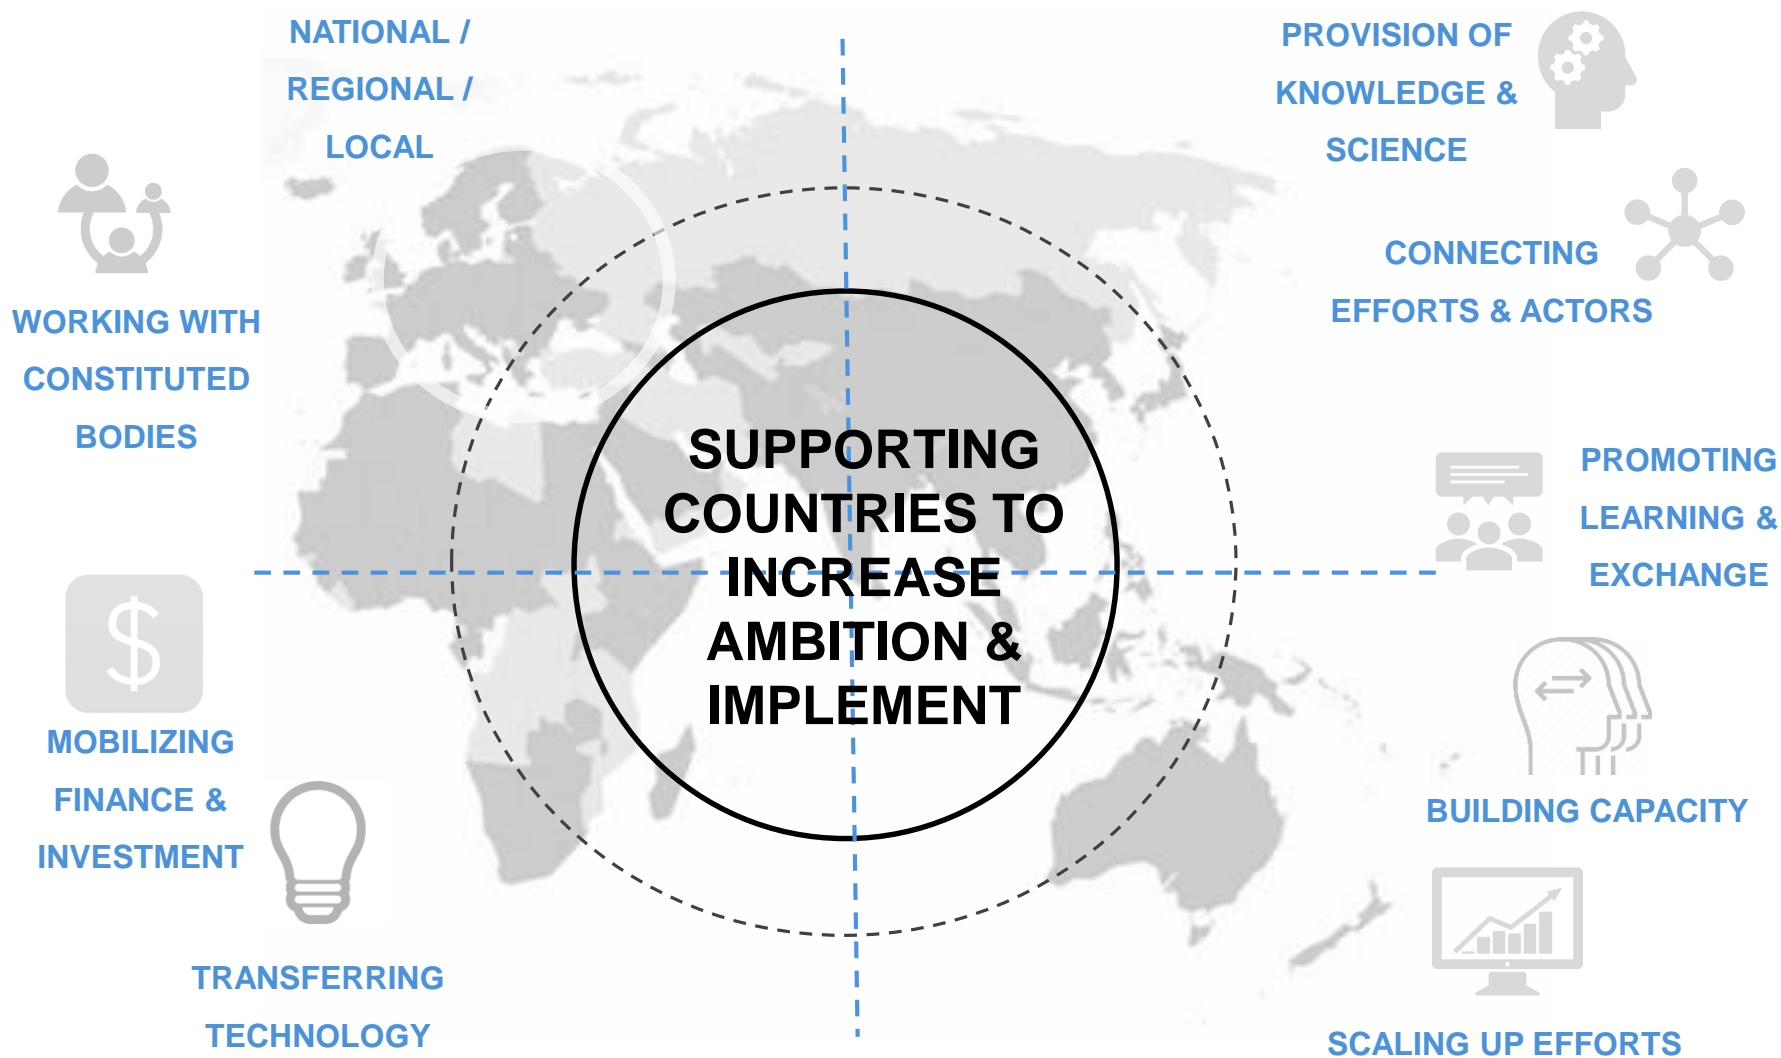 NATIONAL /
REGIONAL /
LOCAL
PROVISION OF
KNOWLEDGE &
SCIENCE
CONNECTING
EFFORTS & ACTORS
WORKING WITH
CONSTITUTED
BODIES
SUPPORTING
COUNTRIES TO
INCREASE
AMBITION &
IMPLEMENT
PROMOTING
LEARNING &
EXCHANGE
$
MOBILIZING
FINANCE &
INVESTMENT
BUILDING CAPACITY
TRANSFERRING
TECHNOLOGY
SCALING UP EFFORTS